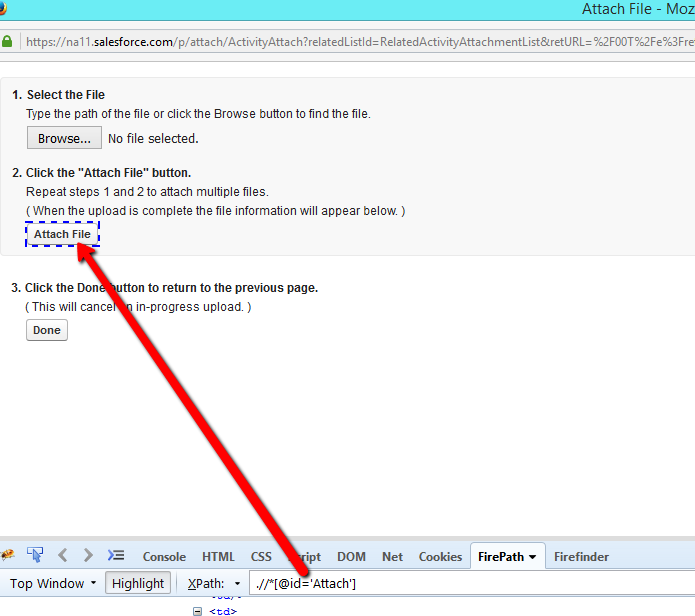 Attach File - Moz
https://na11.salesforce.com/p/attach/ActivityAttach?relatedListId=RelatedActivityAttachmentList&retURL=%2F00T%2Fe%3Fre
1. Select the File
Type the path of the file or click the Browse button to find the file.
Browse... No file selected.
2. Click the "Attach File" button.
Repeat steps 1 and 2 to attach multiple files.
( When the upload is complete the file information will appear below. )
Attach File
3. Click the Done button to return to the previous page.
( This will cancel an in-progress upload. )
Done
Console HTML CSS Script DOM Net Cookies FirePath Firefinder
Top Window Highlight XPath: .//*[@id='Attach']
<td>